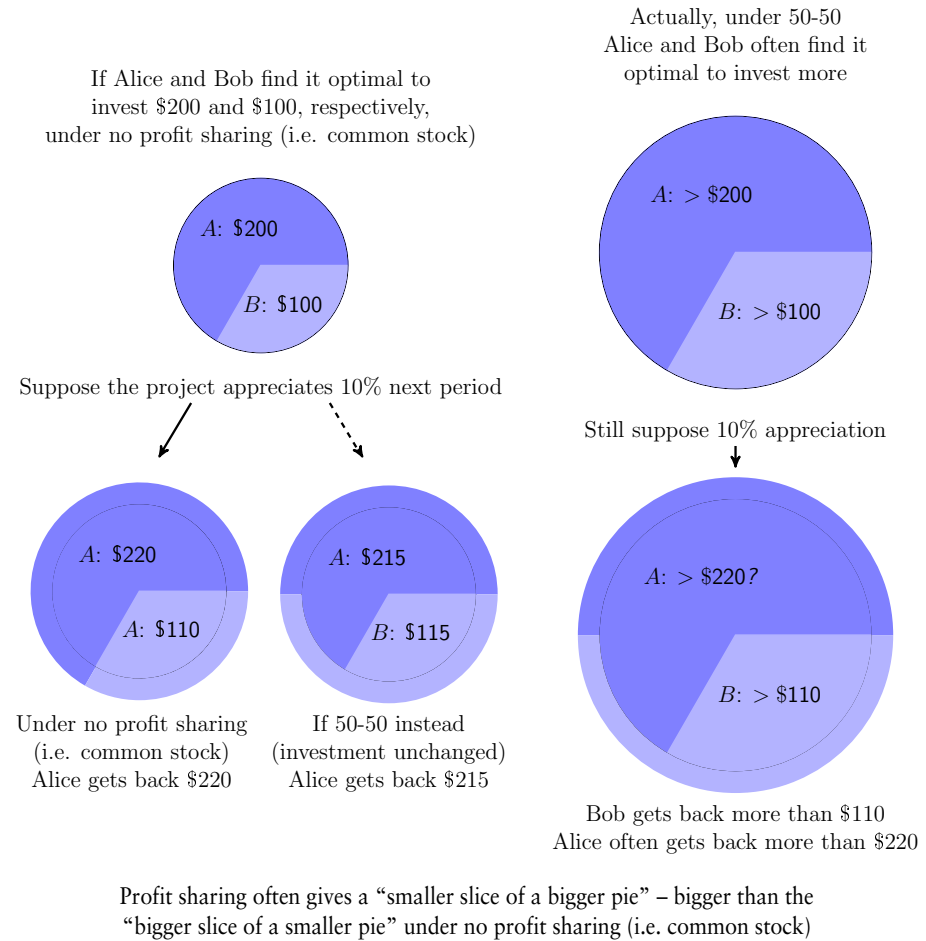 If Alice and Bob find it optimal to
invest $200 and $100, respectively,
under no profit sharing (i.e. common stock)
A: $200
B: $100
Suppose the project appreciates 10% next period
A: $220
A: $110
Under no profit sharing
(i.e. common stock)
Alice gets back $220
A: $215
B: $115
If 50-50 instead
(investment unchanged)
Alice gets back $215
Actually, under 50-50
Alice and Bob often find it
optimal to invest more
A: > $200
B: > $100
Still suppose 10% appreciation
A: > $220?
B: > $110
Bob gets back more than $110
Alice often gets back more than $220
Profit sharing often gives a “smaller slice of a bigger pie” – bigger than the
“bigger slice of a smaller pie” under no profit sharing (i.e. common stock)